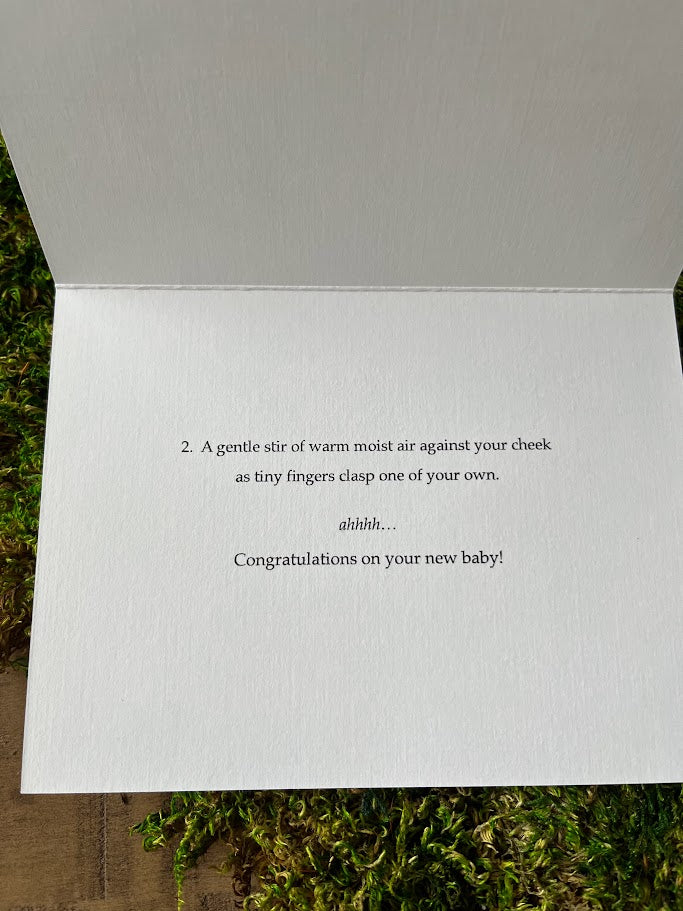 2. A gentle stir of warm moist air against your cheek
as tiny fingers clasp one of your own.
ahhhh…
Congratulations on your new baby!